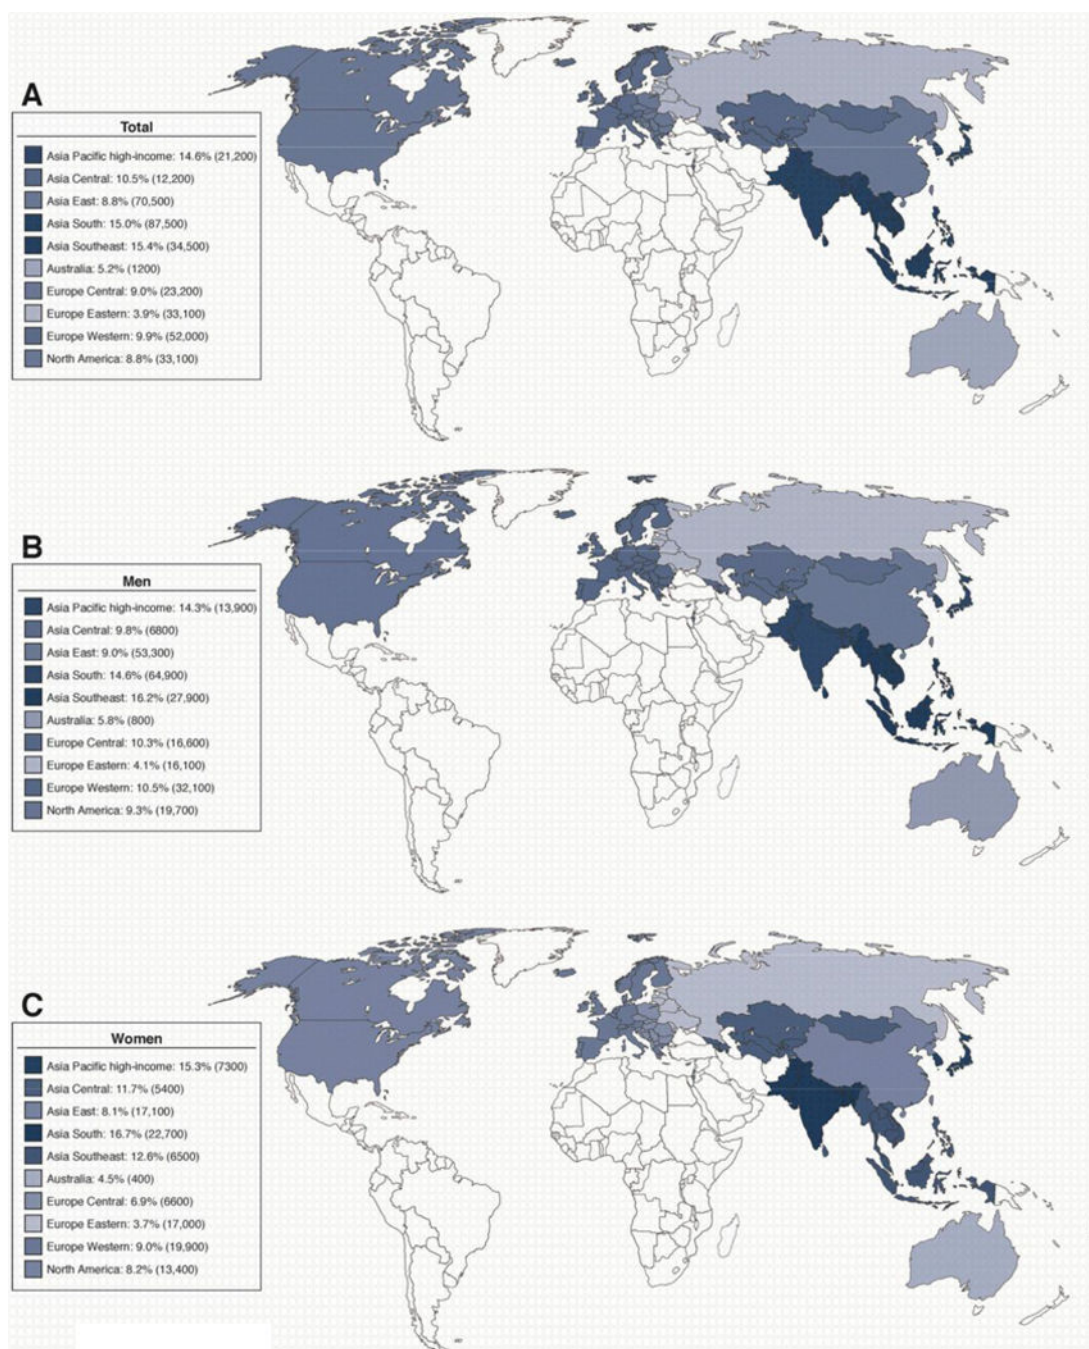 A
Total
Asia Pacific high-income: 14.6% (21,200)
Asia Central: 10.5% (12,200)
Asia East: 8.8% (70,500)
Asia South: 15.0% (87,500)
Asia Southeast: 15.4% (34,500)
Australia: 5.2% (1200)
Europe Central: 9.0% (23,200)
Europe Eastern: 3.9% (33,100)
Europe Western: 9.9% (52,000)
North America: 8.8% (33,100)
B
Men
Asia Pacific high-income: 14.3% (13,900)
Asia Central: 9.8% (6800)
Asia East: 9.0% (53,300)
Asia South: 14.6% (64,900)
Asia Southeast: 16.2% (27,900)
Australia: 5.8% (800)
Europe Central: 10.3% (16,600)
Europe Eastern: 4.1% (16,100)
Europe Western: 10.5% (32,100)
North America: 9.3% (19,700)
C
Women
Asia Pacific high-income: 15.3% (7300)
Asia Central: 11.7% (5400)
Asia East: 8.1% (17,100)
Asia South: 16.7% (22,700)
Asia Southeast: 12.6% (6500)
Australia: 4.5% (400)
Europe Central: 6.9% (6600)
Europe Eastern: 3.7% (17,000)
Europe Western: 9.0% (19,900)
North America: 8.2% (13,400)